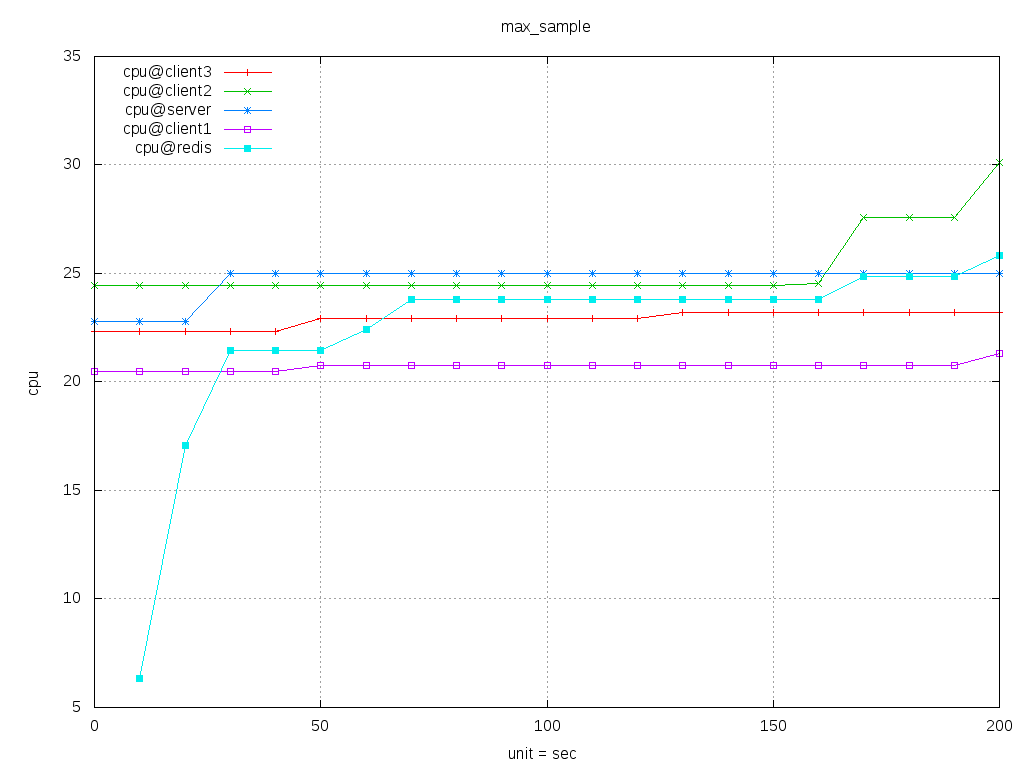 max_sample
35
30
25
20
15
10
5
cpu
cpu@client3
cpu@client2
cpu@server
cpu@client1
cpu@redis
0 50 100 150 200
unit = sec